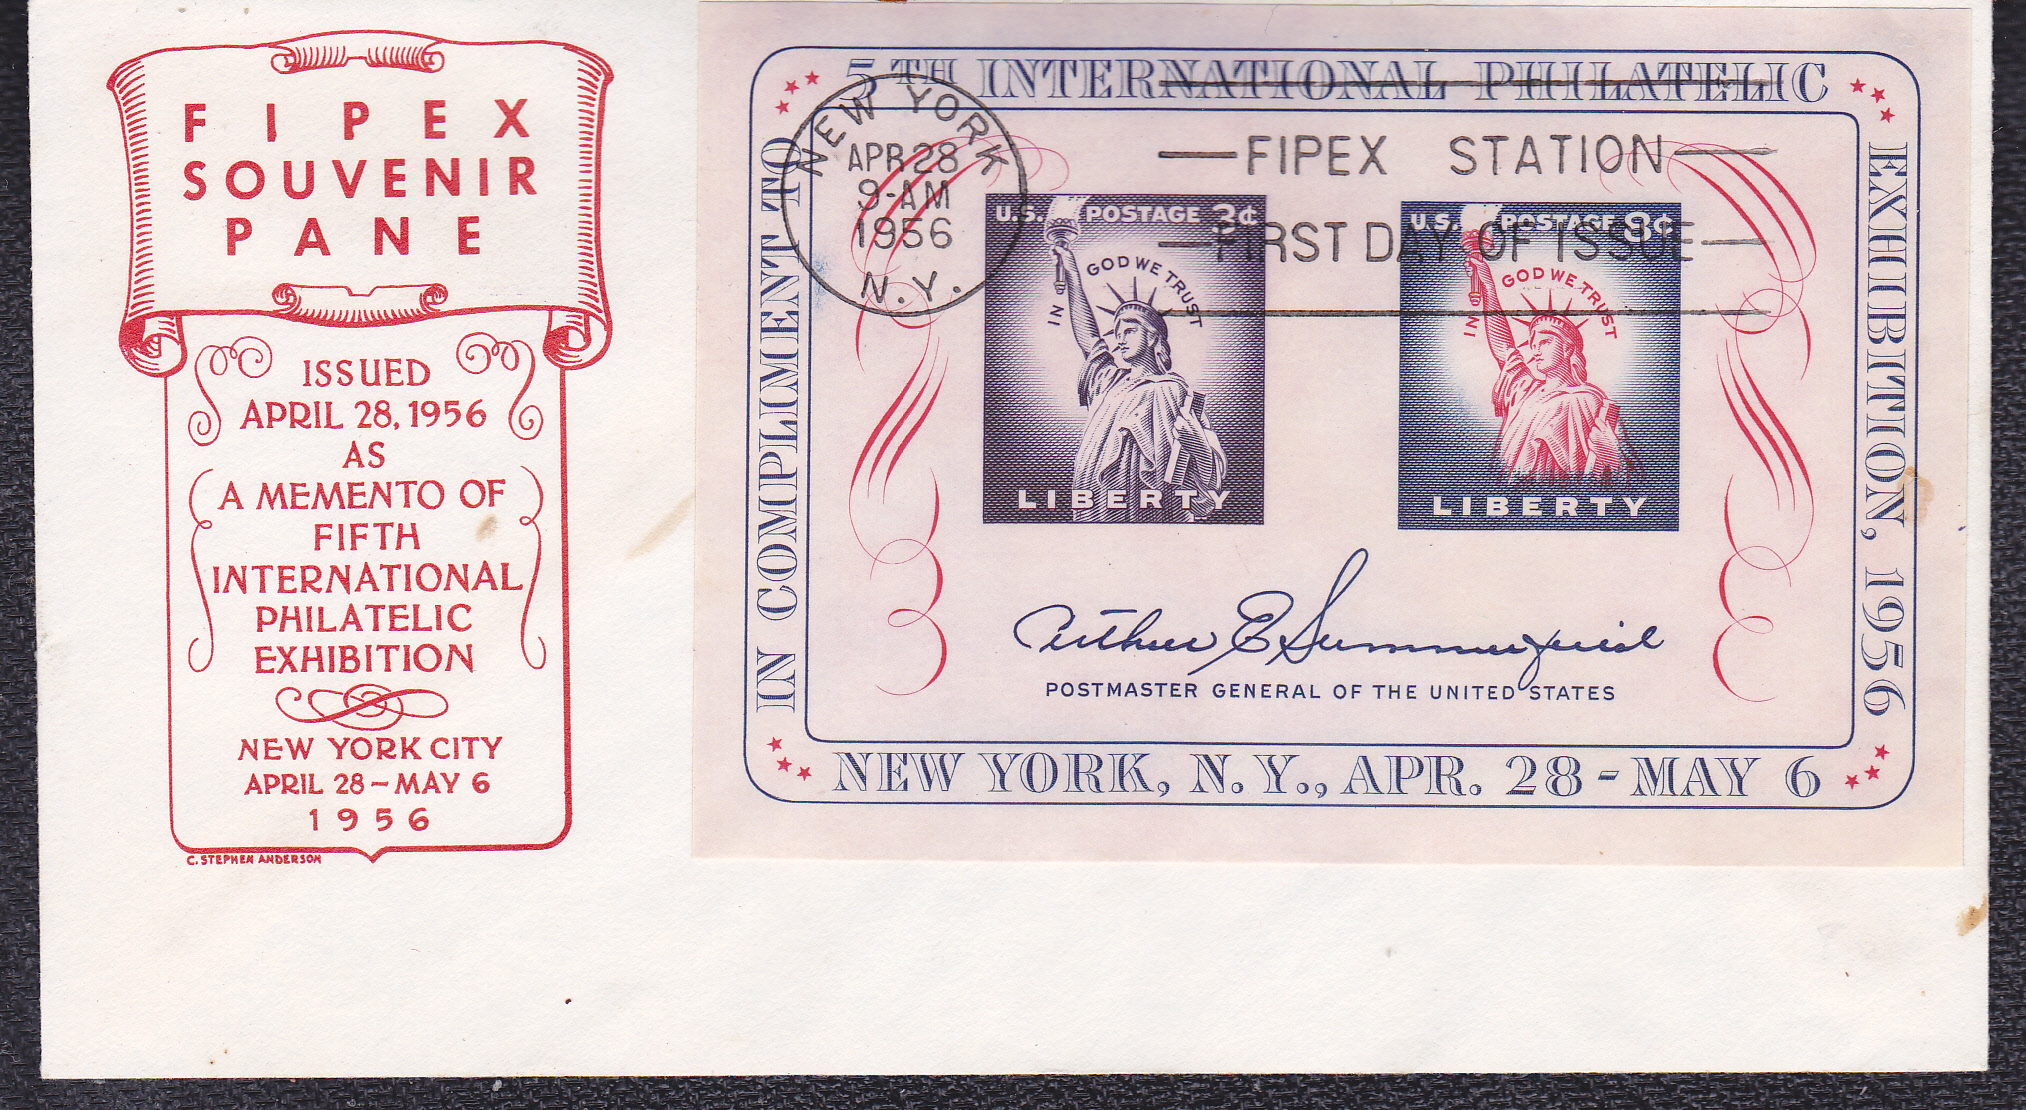 FIPEX
SOUVENIR
PANE
ISSUED
APRIL 28, 1956
AS
A MEMENTO OF
FIFTH
INTERNATIONAL
PHILATELIC
EXHIBITION
NEW YORK CITY
APRIL 28 - MAY 6
1956
C. STEPHEN ANDERSON
IN COMPLIMENT TO
5TH INTERNATIONAL PHILATELIC
EXHIBITION, 1956
NEW YORK, N.Y., APR. 28 - MAY 6
NEW YORK
APR 28
9-AM
1956
N.Y.
FIPEX STATION
FIRST DAY OF ISSUE
U.S. POSTAGE 3¢
IN GOD WE TRUST
LIBERTY
U.S. POSTAGE 8¢
IN GOD WE TRUST
LIBERTY
Arthur E Summerfield
POSTMASTER GENERAL OF THE UNITED STATES